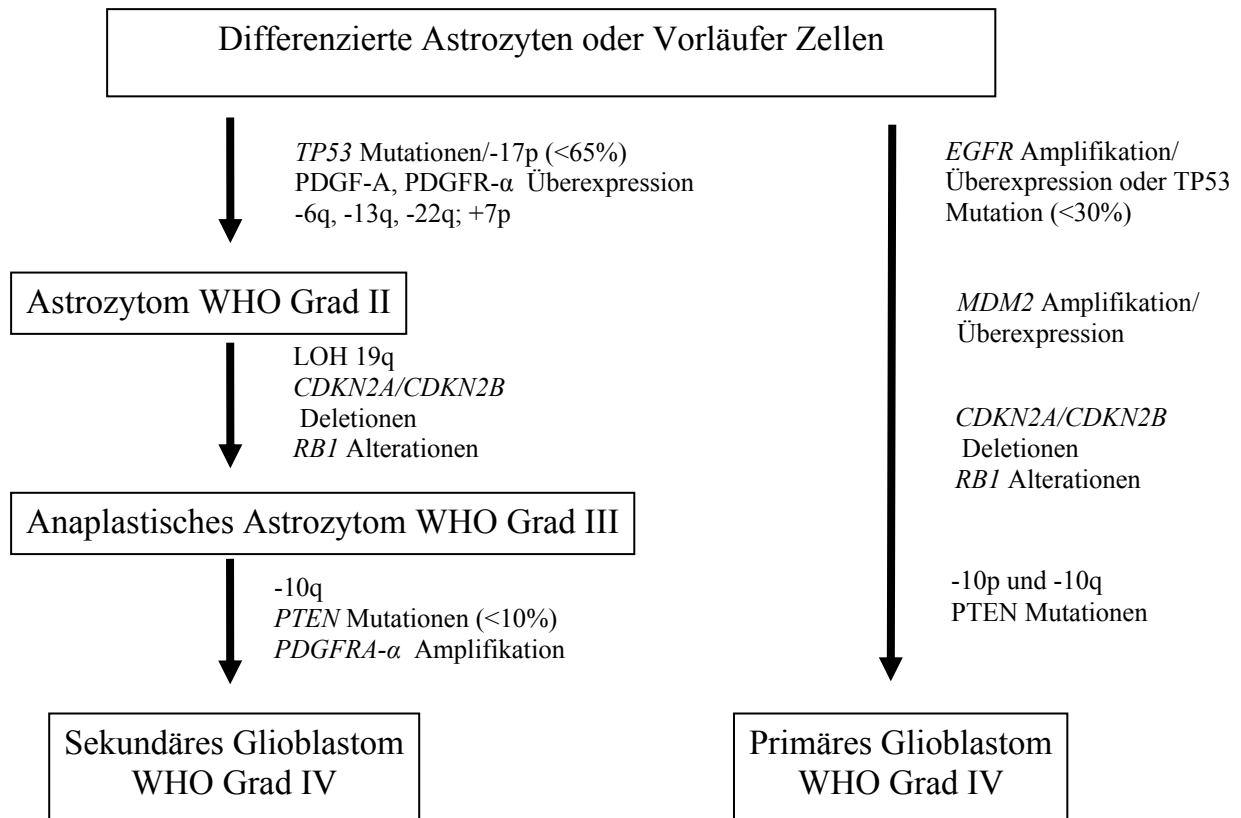 Differenzierte Astrozyten oder Vorläufer Zellen
TP53 Mutationen/-17p (<65%)
PDGF-A, PDGFR-α Überexpression
-6q, -13q, -22q; +7p
Astrozytom WHO Grad II
LOH 19q
CDKN2A/CDKN2B
Deletionen
RB1 Alterationen
Anaplastisches Astrozytom WHO Grad III
-10q
PTEN Mutationen (<10%)
PDGFRA-α Amplifikation
Sekundäres Glioblastom
WHO Grad IV
EGFR Amplifikation/
Überexpression oder TP53
Mutation (<30%)
MDM2 Amplifikation/
Überexpression
CDKN2A/CDKN2B
Deletionen
RB1 Alterationen
-10p und -10q
PTEN Mutationen
Primäres Glioblastom
WHO Grad IV